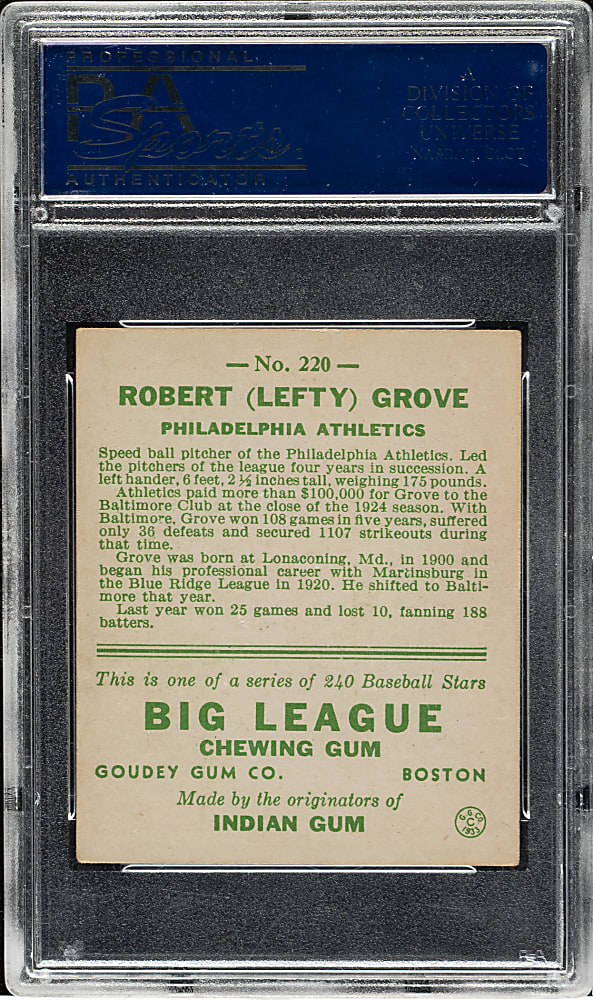 PROFESSIONAL
PSA
Sports
AUTHENTICATOR
A
DIVISION OF
COLLECTORS
UNIVERSE
— No. 220 —
ROBERT (LEFTY) GROVE
PHILADELPHIA ATHLETICS
Speed ball pitcher of the Philadelphia Athletics. Led
the pitchers of the league four years in succession. A
left hander, 6 feet, 2 ½ inches tall, weighing 175 pounds.
Athletics paid more than $100,000 for Grove to the
Baltimore Club at the close of the 1924 season. With
Baltimore, Grove won 108 games in five years, suffered
only 36 defeats and secured 1107 strikeouts during
that time.
Grove was born at Lonaconing, Md., in 1900 and
began his professional career with Martinsburg in
the Blue Ridge League in 1920. He shifted to Balti-
more that year.
Last year won 25 games and lost 10, fanning 188
batters.
This is one of a series of 240 Baseball Stars
BIG LEAGUE
CHEWING GUM
GOUDEY GUM CO. BOSTON
Made by the originators of
INDIAN GUM
G. G. CO.
C
1933